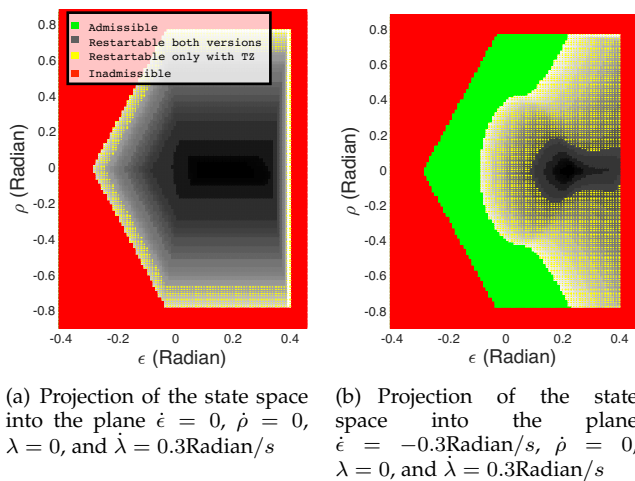 Admissible
Restartable both versions
Restartable only with TZ
Inadmissible
0.8
0.6
0.4
0.2
0
-0.2
-0.4
-0.6
-0.8
ρ (Radian)
-0.4 -0.2 0 0.2 0.4
ϵ (Radian)
0.8
0.6
0.4
0.2
0
-0.2
-0.4
-0.6
-0.8
ρ (Radian)
-0.4 -0.2 0 0.2 0.4
ϵ (Radian)
(a) Projection of the state space
into the plane ϵ̇ = 0, ρ̇ = 0,
λ = 0, and λ̇ = 0.3Radian/s
(b) Projection of the state
space into the plane
ϵ̇ = −0.3Radian/s, ρ̇ = 0,
λ = 0, and λ̇ = 0.3Radian/s